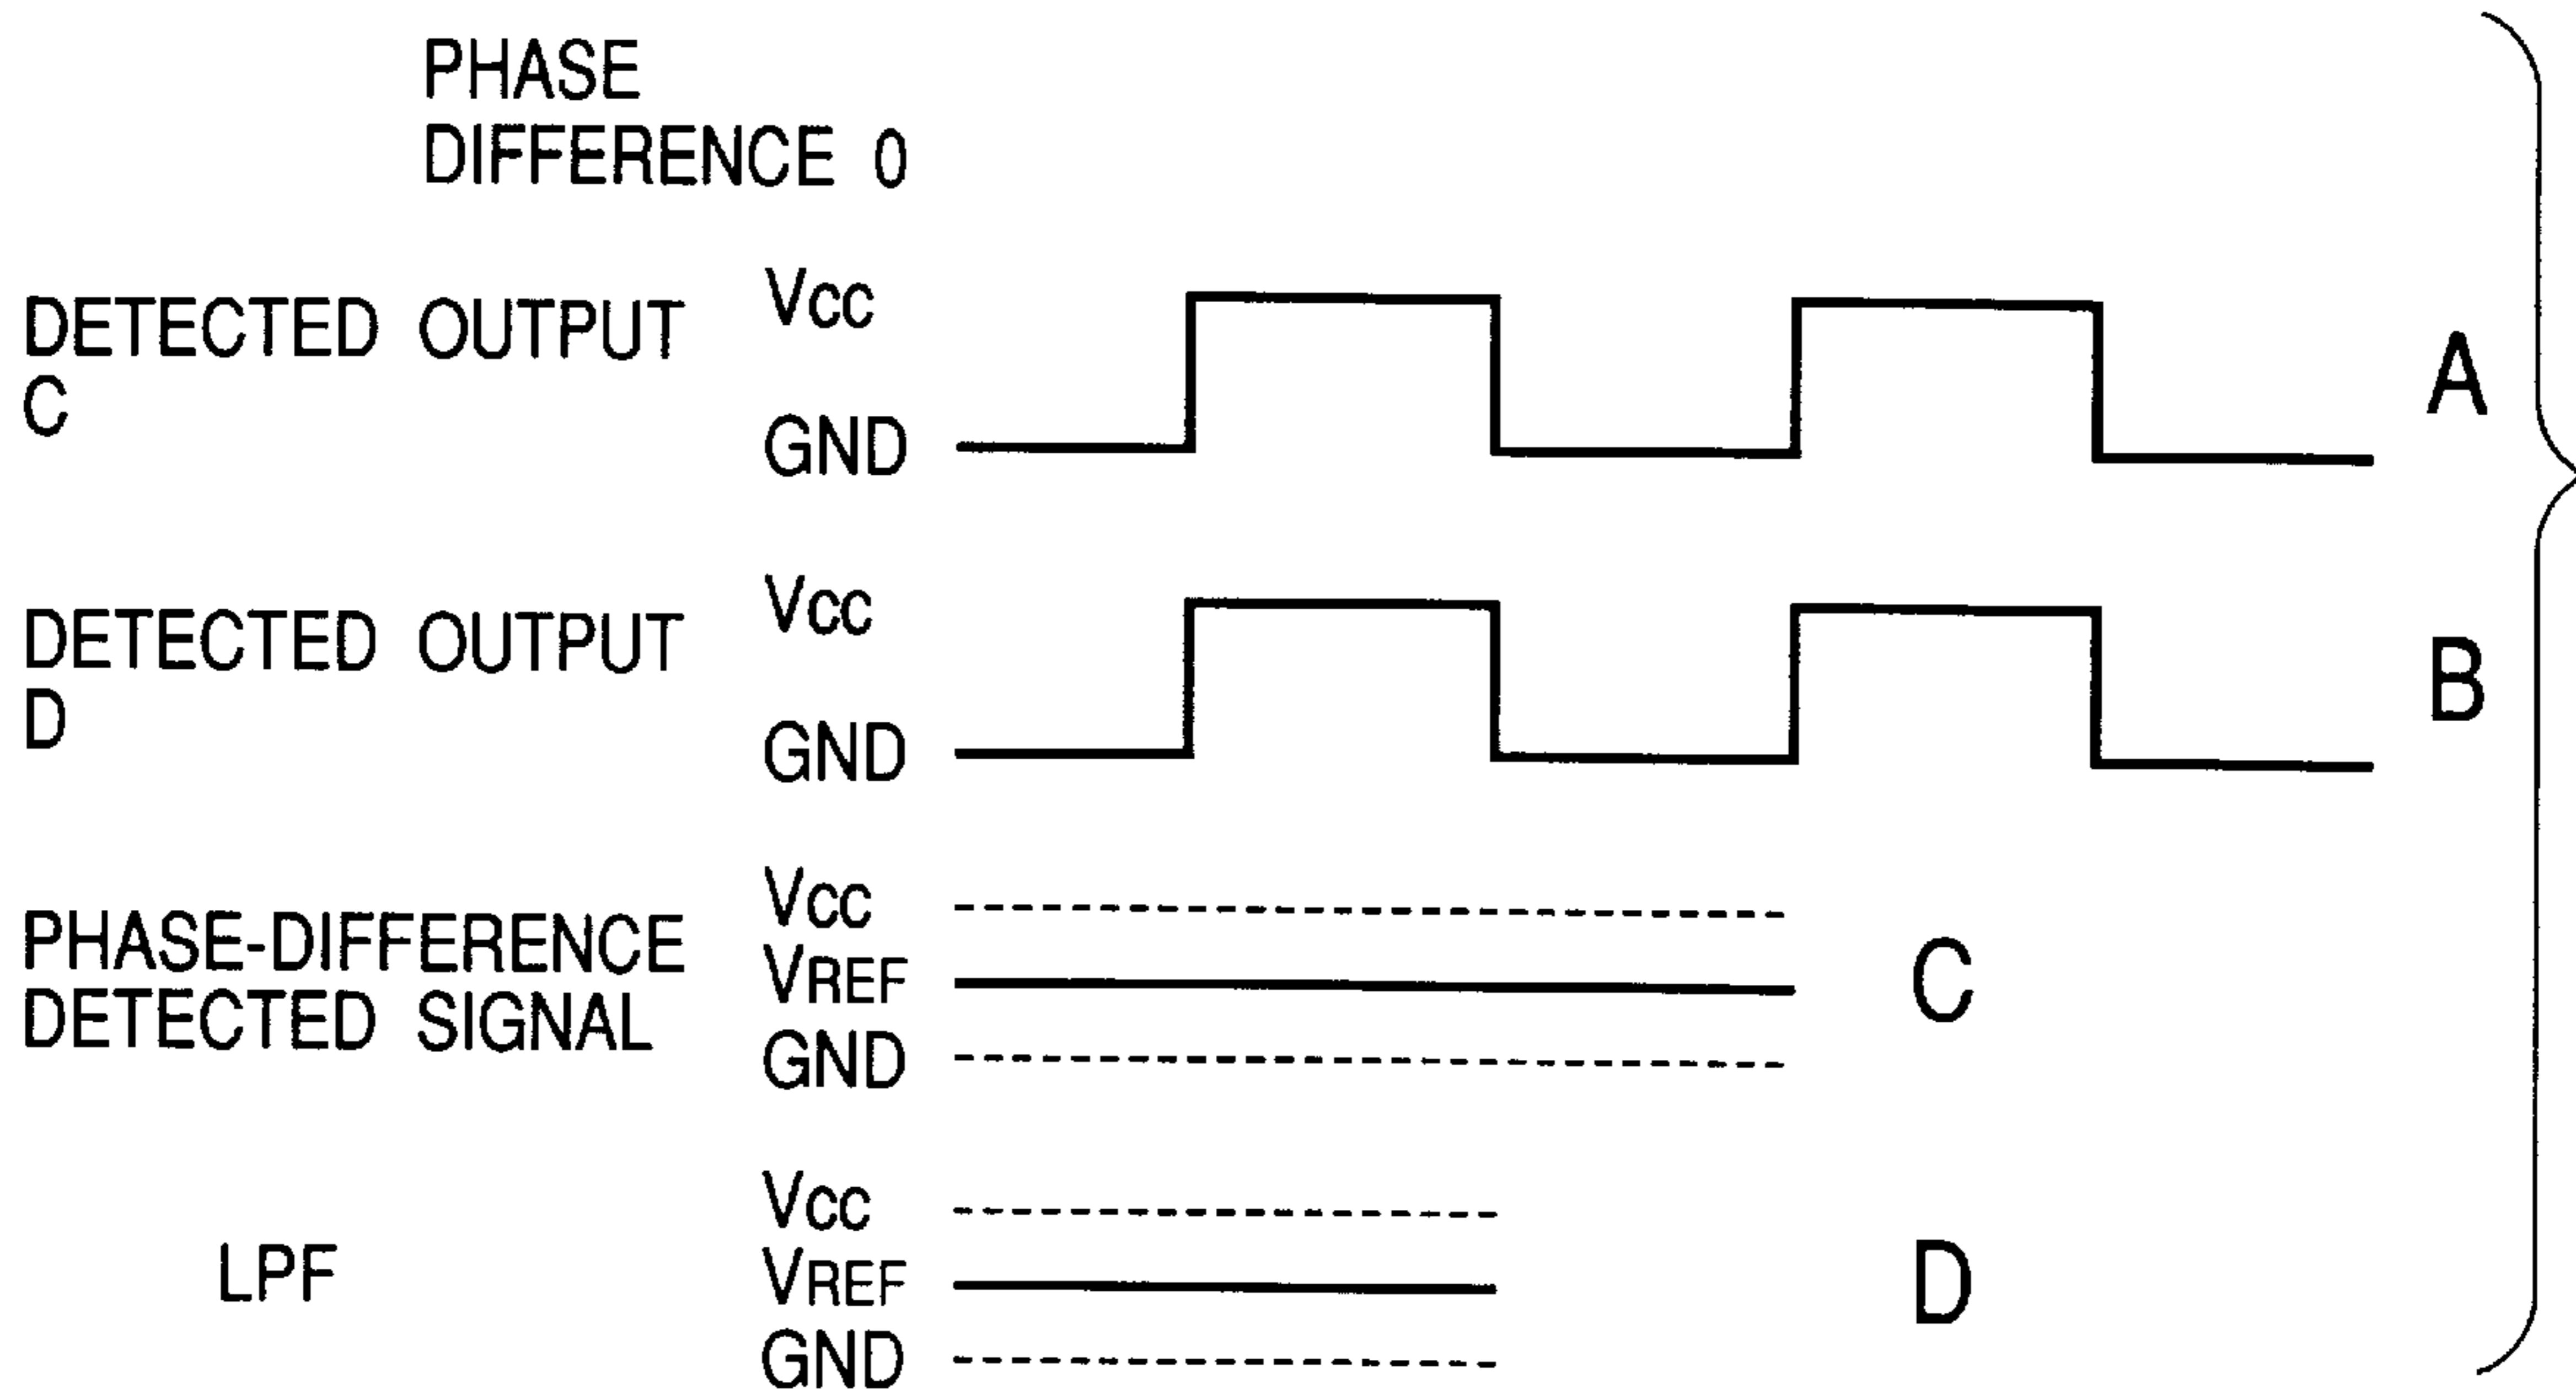 PHASE
DIFFERENCE 0
DETECTED OUTPUT
C
Vcc
GND
A
DETECTED OUTPUT
D
Vcc
GND
B
PHASE-DIFFERENCE
DETECTED SIGNAL
Vcc
VREF
GND
C
LPF
Vcc
VREF
GND
D